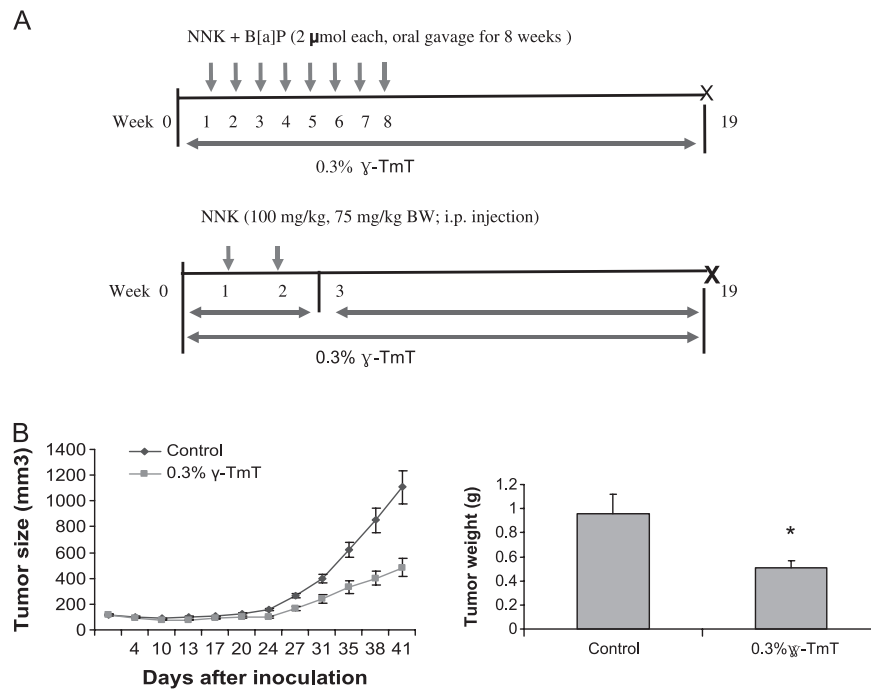 A
NNK + B[a]P (2 µmol each, oral gavage for 8 weeks )
X
Week 0 1 2 3 4 5 6 7 8 19
0.3% γ-TmT
NNK (100 mg/kg, 75 mg/kg BW; i.p. injection)
X
Week 0 1 2 3 19
0.3% γ-TmT
B
Tumor size (mm3)
1400
1200
1000
800
600
400
200
0
Control
0.3% γ-TmT
4 10 13 17 20 24 27 31 35 38 41
Days after inoculation
Tumor weight (g)
1.2
1
0.8
0.6
0.4
0.2
0
*
Control 0.3%γ-TmT